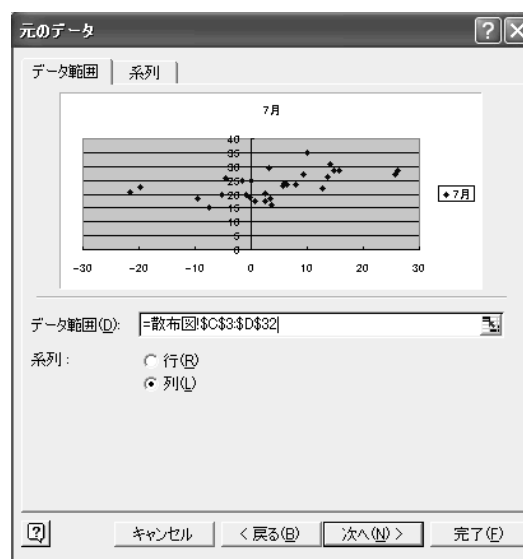 元のデータ
データ範囲 系列
7月
40
35
30
25
20
15
10
5
0
-30 -20 -10 0 10 20 30
7月
データ範囲(D): =散布図!$C$3:$D$32
系列: 行(R)
列(L)
キャンセル < 戻る(B) 次へ(N) > 完了(F)